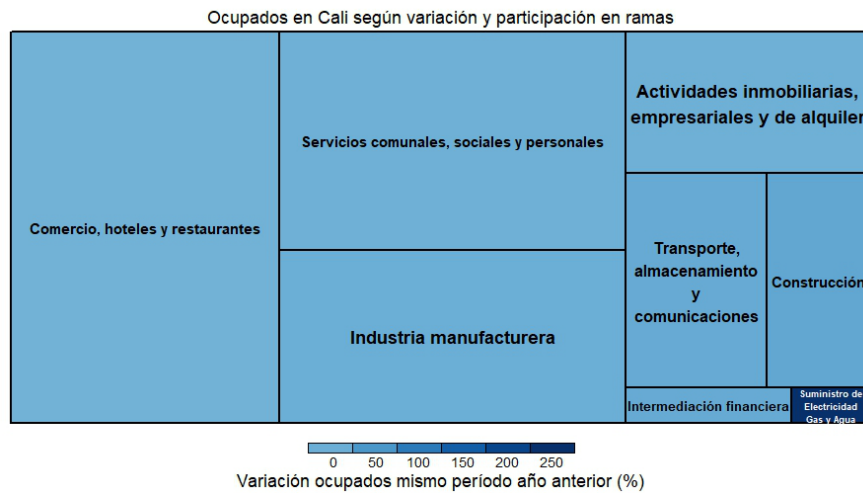 Ocupados en Cali según variación y participación en ramas
Comercio, hoteles y restaurantes
Servicios comunales, sociales y personales
Industria manufacturera
Actividades inmobiliarias,
empresariales y de alquiler
Transporte,
almacenamiento
y
comunicaciones
Construcción
Intermediación financiera
Suministro de
Electricidad
Gas y Agua
0 50 100 150 200 250
Variación ocupados mismo período año anterior (%)